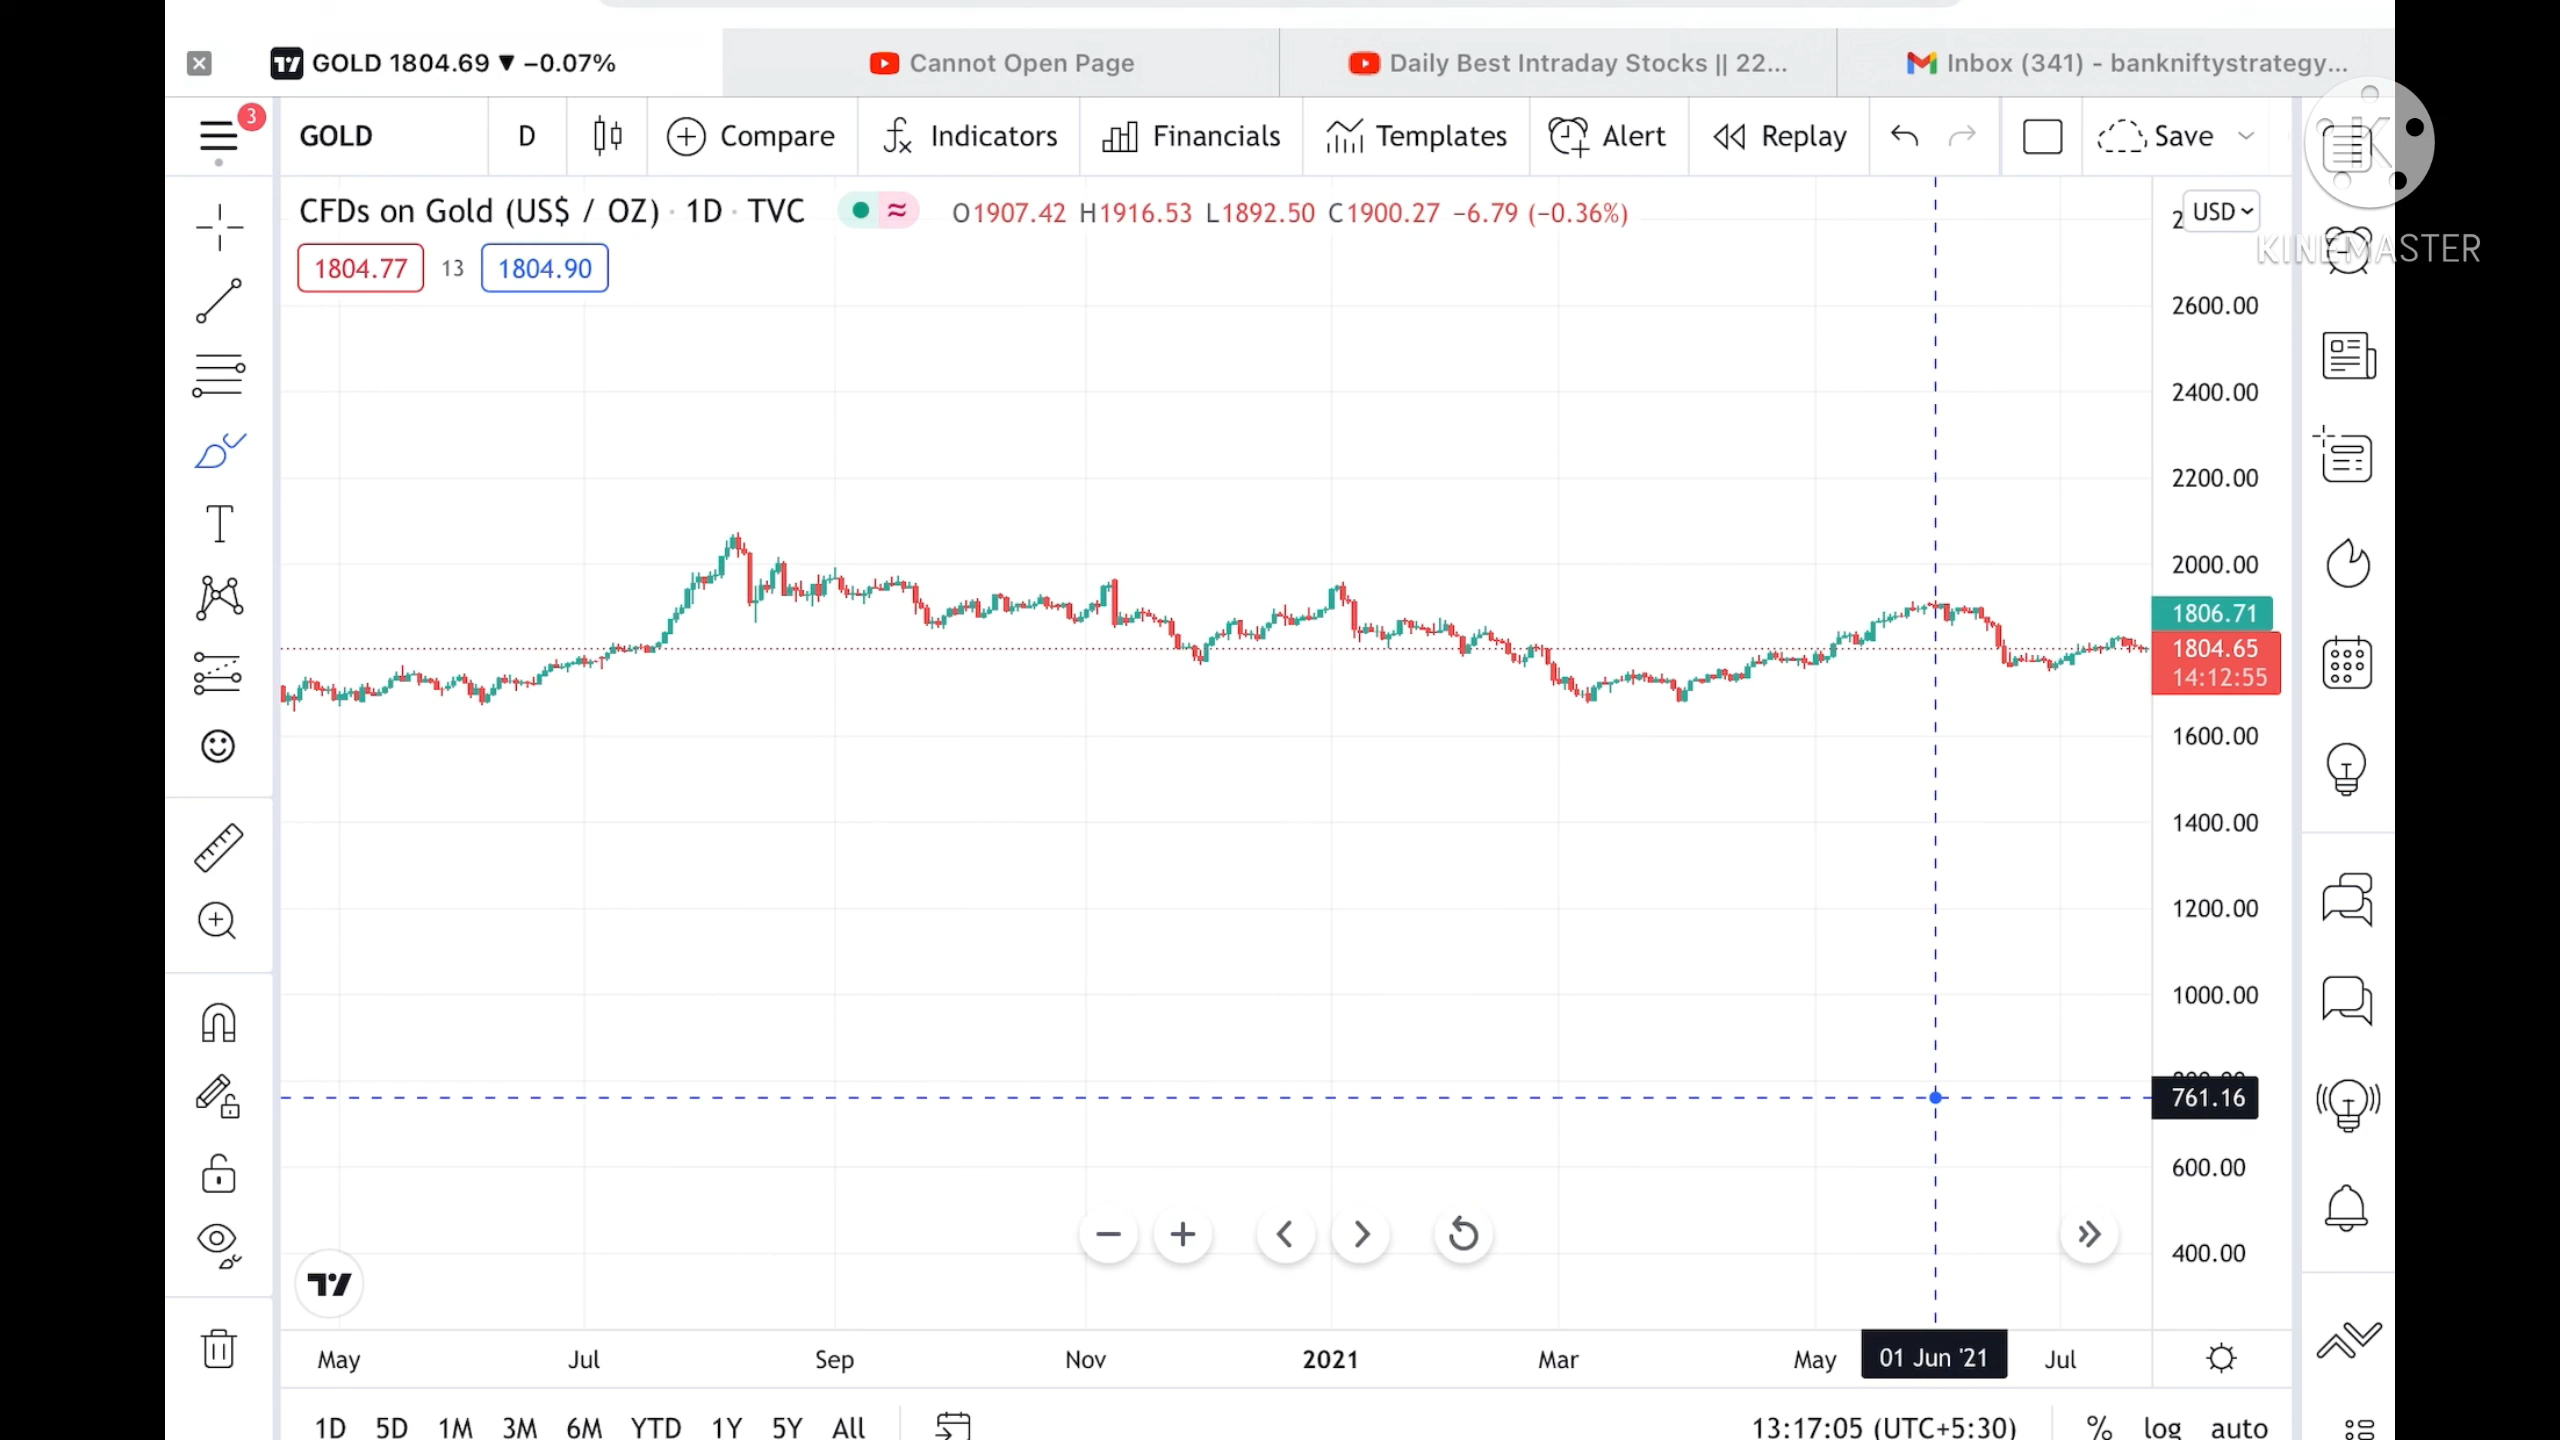 GOLD 1804.69 ▼ −0.07%
Cannot Open Page
Daily Best Intraday Stocks || 22...
Inbox (341) - bankniftystrategy...
3
GOLD
D
Compare
Indicators
Financials
Templates
Alert
Replay
Save
CFDs on Gold (US$ / OZ) · 1D · TVC
O1907.42 H1916.53 L1892.50 C1900.27 −6.79 (−0.36%)
USD
KINEMASTER
1804.77 13 1804.90
2600.00
2400.00
2200.00
2000.00
1806.71
1804.65
14:12:55
1600.00
1400.00
1200.00
1000.00
761.16
600.00
400.00
May Jul Sep Nov 2021 Mar May 01 Jun '21 Jul
1D 5D 1M 3M 6M YTD 1Y 5Y All
13:17:05 (UTC+5:30) % log auto